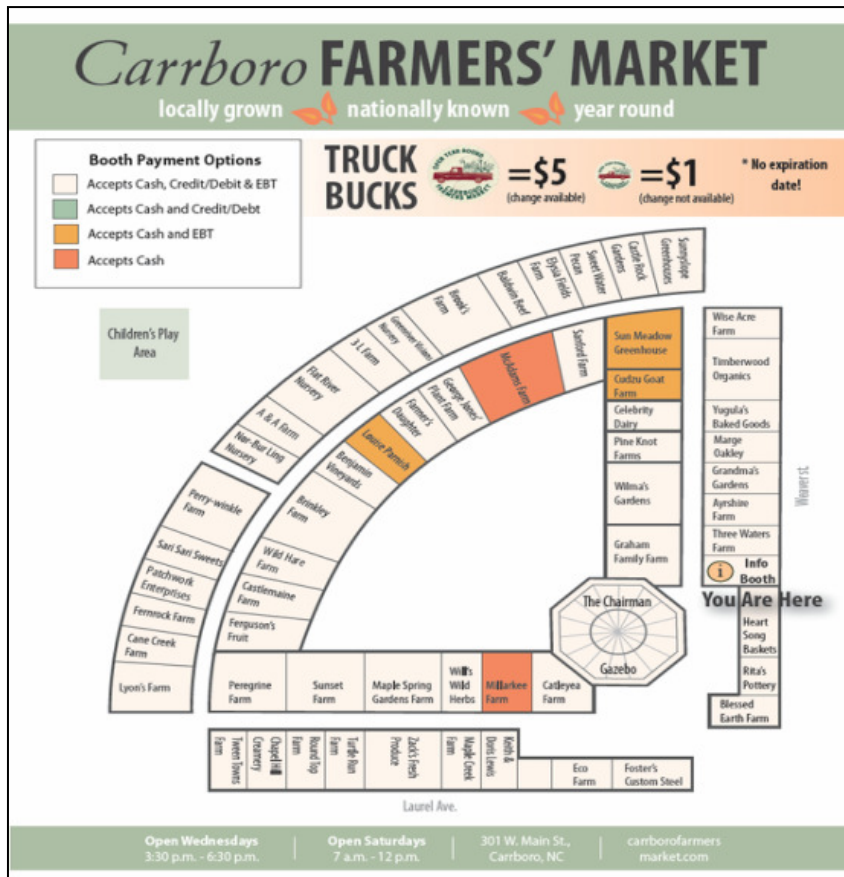 Carrboro FARMERS' MARKET
locally grown nationally known year round
Booth Payment Options
Accepts Cash, Credit/Debit & EBT
Accepts Cash and Credit/Debt
Accepts Cash and EBT
Accepts Cash
TRUCK
BUCKS
=$5
(change available)
=$1
(change not available)
* No expiration
date!
Children's Play
Area
Sunnyslope
Greenhouses
Castle Rock
Gardens
Sweet Water
Pecan
Elysia Fields
Farm
Baldwin Beef
Brook's
Farm
Nursery
3 L Farm
Flat River
Nursery
A & A Farm
Nor-Bur Ling
Nursery
Perry-winkle
Farm
Sari Sari Sweets
Patchwork
Enterprises
Fernrock Farm
Cane Creek
Farm
Lyon's Farm
Sanford Farm
McAdams Farm
George Jones'
Plant Farm
Farmer's
Daughter
Louise Parrish
Benjamin
Vineyards
Brinkley
Farm
Wild Hare
Farm
Castlemaine
Farm
Ferguson's
Fruit
Sun Meadow
Greenhouse
Cudzu Goat
Farm
Celebrity
Dairy
Pine Knot
Farms
Wilma's
Gardens
Graham
Family Farm
Wise Acre
Farm
Timberwood
Organics
Yugula's
Baked Goods
Marge
Oakley
Grandma's
Gardens
Ayrshire
Farm
Three Waters
Farm
i
Info
Booth
You Are Here
Heart
Song
Baskets
Rita's
Pottery
Blessed
Earth Farm
Weaver st.
The Chairman
Gazebo
Peregrine
Farm
Sunset
Farm
Maple Spring
Gardens Farm
Will's
Wild
Herbs
Millarkee
Farm
Catleyea
Farm
Tween Towns
Farm
Chapel Hill
Creamery
Round Top
Farm
Turtle Run
Farm
Zack's Fresh
Produce
Maple Creek
Farm
Keith &
Doris Lewis
Eco
Farm
Foster's
Custom Steel
Laurel Ave.
Open Wednesdays
3:30 p.m. - 6:30 p.m.
Open Saturdays
7 a.m. - 12 p.m.
301 W. Main St.,
Carrboro, NC
carrborofarmers
market.com